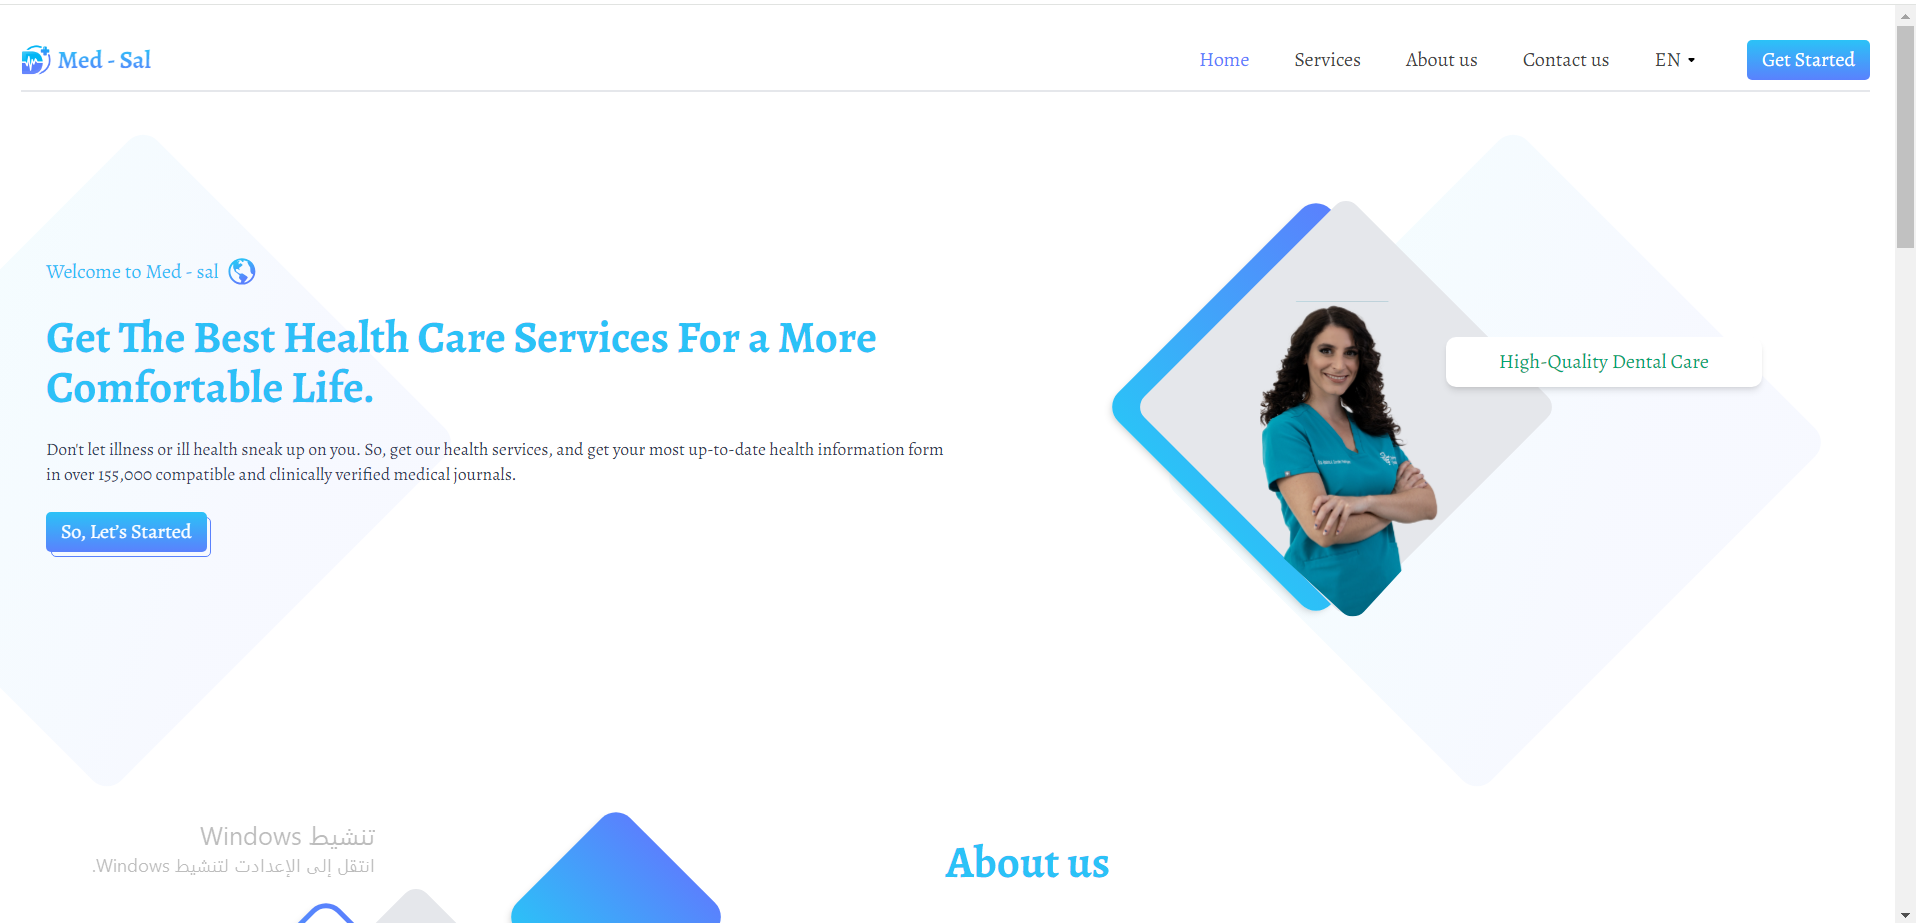 Med - Sal
Home
Services
About us
Contact us
EN
Get Started
Welcome to Med - sal
Get The Best Health Care Services For a More
Comfortable Life.
Don't let illness or ill health sneak up on you. So, get our health services, and get your most up-to-date health information form
in over 155,000 compatible and clinically verified medical journals.
So, Let's Started
High-Quality Dental Care
تنشيط Windows
انتقل إلى الإعدادت لتنشيط Windows.
About us